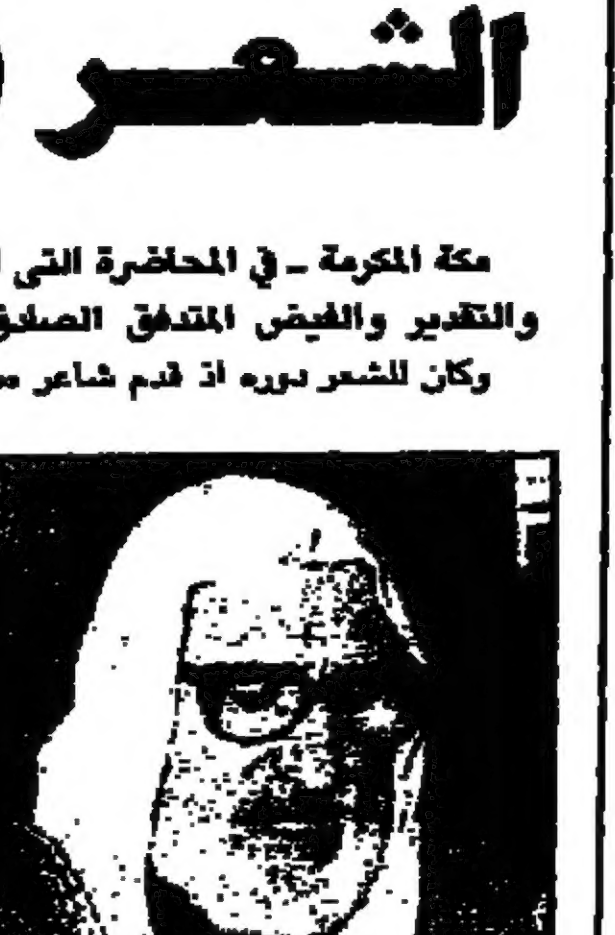 الشعر
مكة المكرمة ـ في المحاضرة التي
والتقدير والفيض المتدفق الصادق
وكان للشعر دوره اذ قدم شاعر